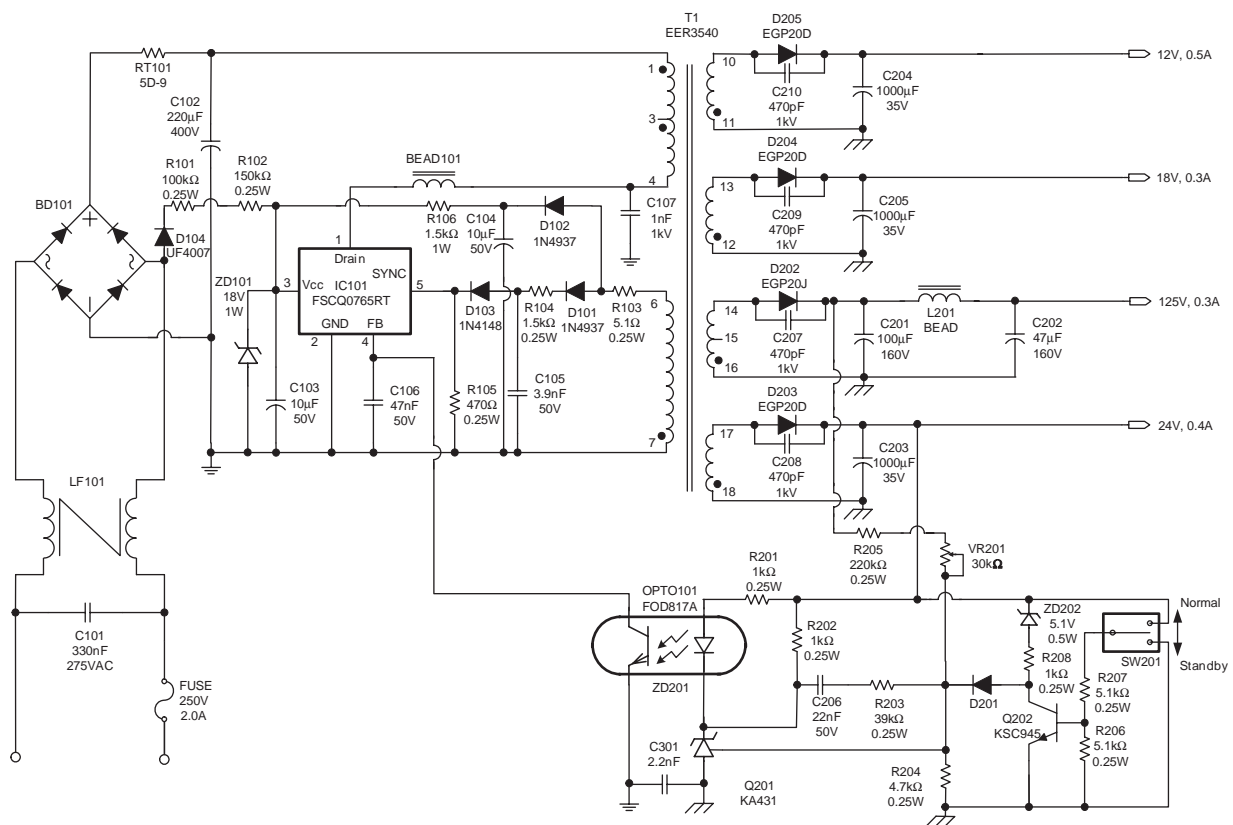 T1
EER3540
RT101
5D-9
C102
220μF
400V
R101
100kΩ
0.25W
R102
150kΩ
0.25W
BD101
D104
UF4007
BEAD101
1
3
4
C107
1nF
1kV
R106
1.5kΩ
1W
C104
10μF
50V
D102
1N4937
1
Drain
SYNC
Vcc
IC101
FSCQ0765RT
GND
FB
3
5
2
4
ZD101
18V
1W
D103
1N4148
R104
1.5kΩ
0.25W
D101
1N4937
R103
5.1Ω
0.25W
6
7
C103
10μF
50V
C106
47nF
50V
R105
470Ω
0.25W
C105
3.9nF
50V
LF101
C101
330nF
275VAC
FUSE
250V
2.0A
D205
EGP20D
10
11
C210
470pF
1kV
C204
1000μF
35V
12V, 0.5A
D204
EGP20D
13
12
C209
470pF
1kV
C205
1000μF
35V
18V, 0.3A
D202
EGP20J
14
15
16
C207
470pF
1kV
C201
100μF
160V
L201
BEAD
C202
47μF
160V
125V, 0.3A
D203
EGP20D
17
18
C208
470pF
1kV
C203
1000μF
35V
24V, 0.4A
R205
220kΩ
0.25W
VR201
30kΩ
R201
1kΩ
0.25W
OPTO101
FOD817A
ZD201
R202
1kΩ
0.25W
C206
22nF
50V
R203
39kΩ
0.25W
D201
ZD202
5.1V
0.5W
R208
1kΩ
0.25W
Normal
SW201
Standby
R207
5.1kΩ
0.25W
Q202
KSC945
R206
5.1kΩ
0.25W
C301
2.2nF
Q201
KA431
R204
4.7kΩ
0.25W